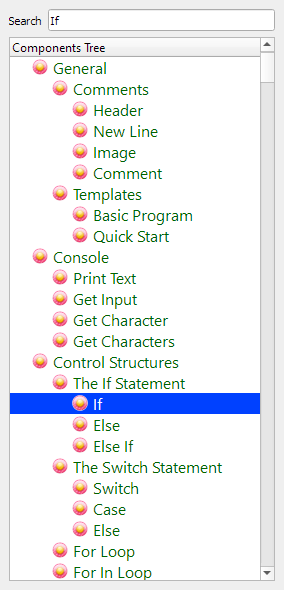 Search If
Components Tree
General
Comments
Header
New Line
Image
Comment
Templates
Basic Program
Quick Start
Console
Print Text
Get Input
Get Character
Get Characters
Control Structures
The If Statement
If
Else
Else If
The Switch Statement
Switch
Case
Else
For Loop
For In Loop